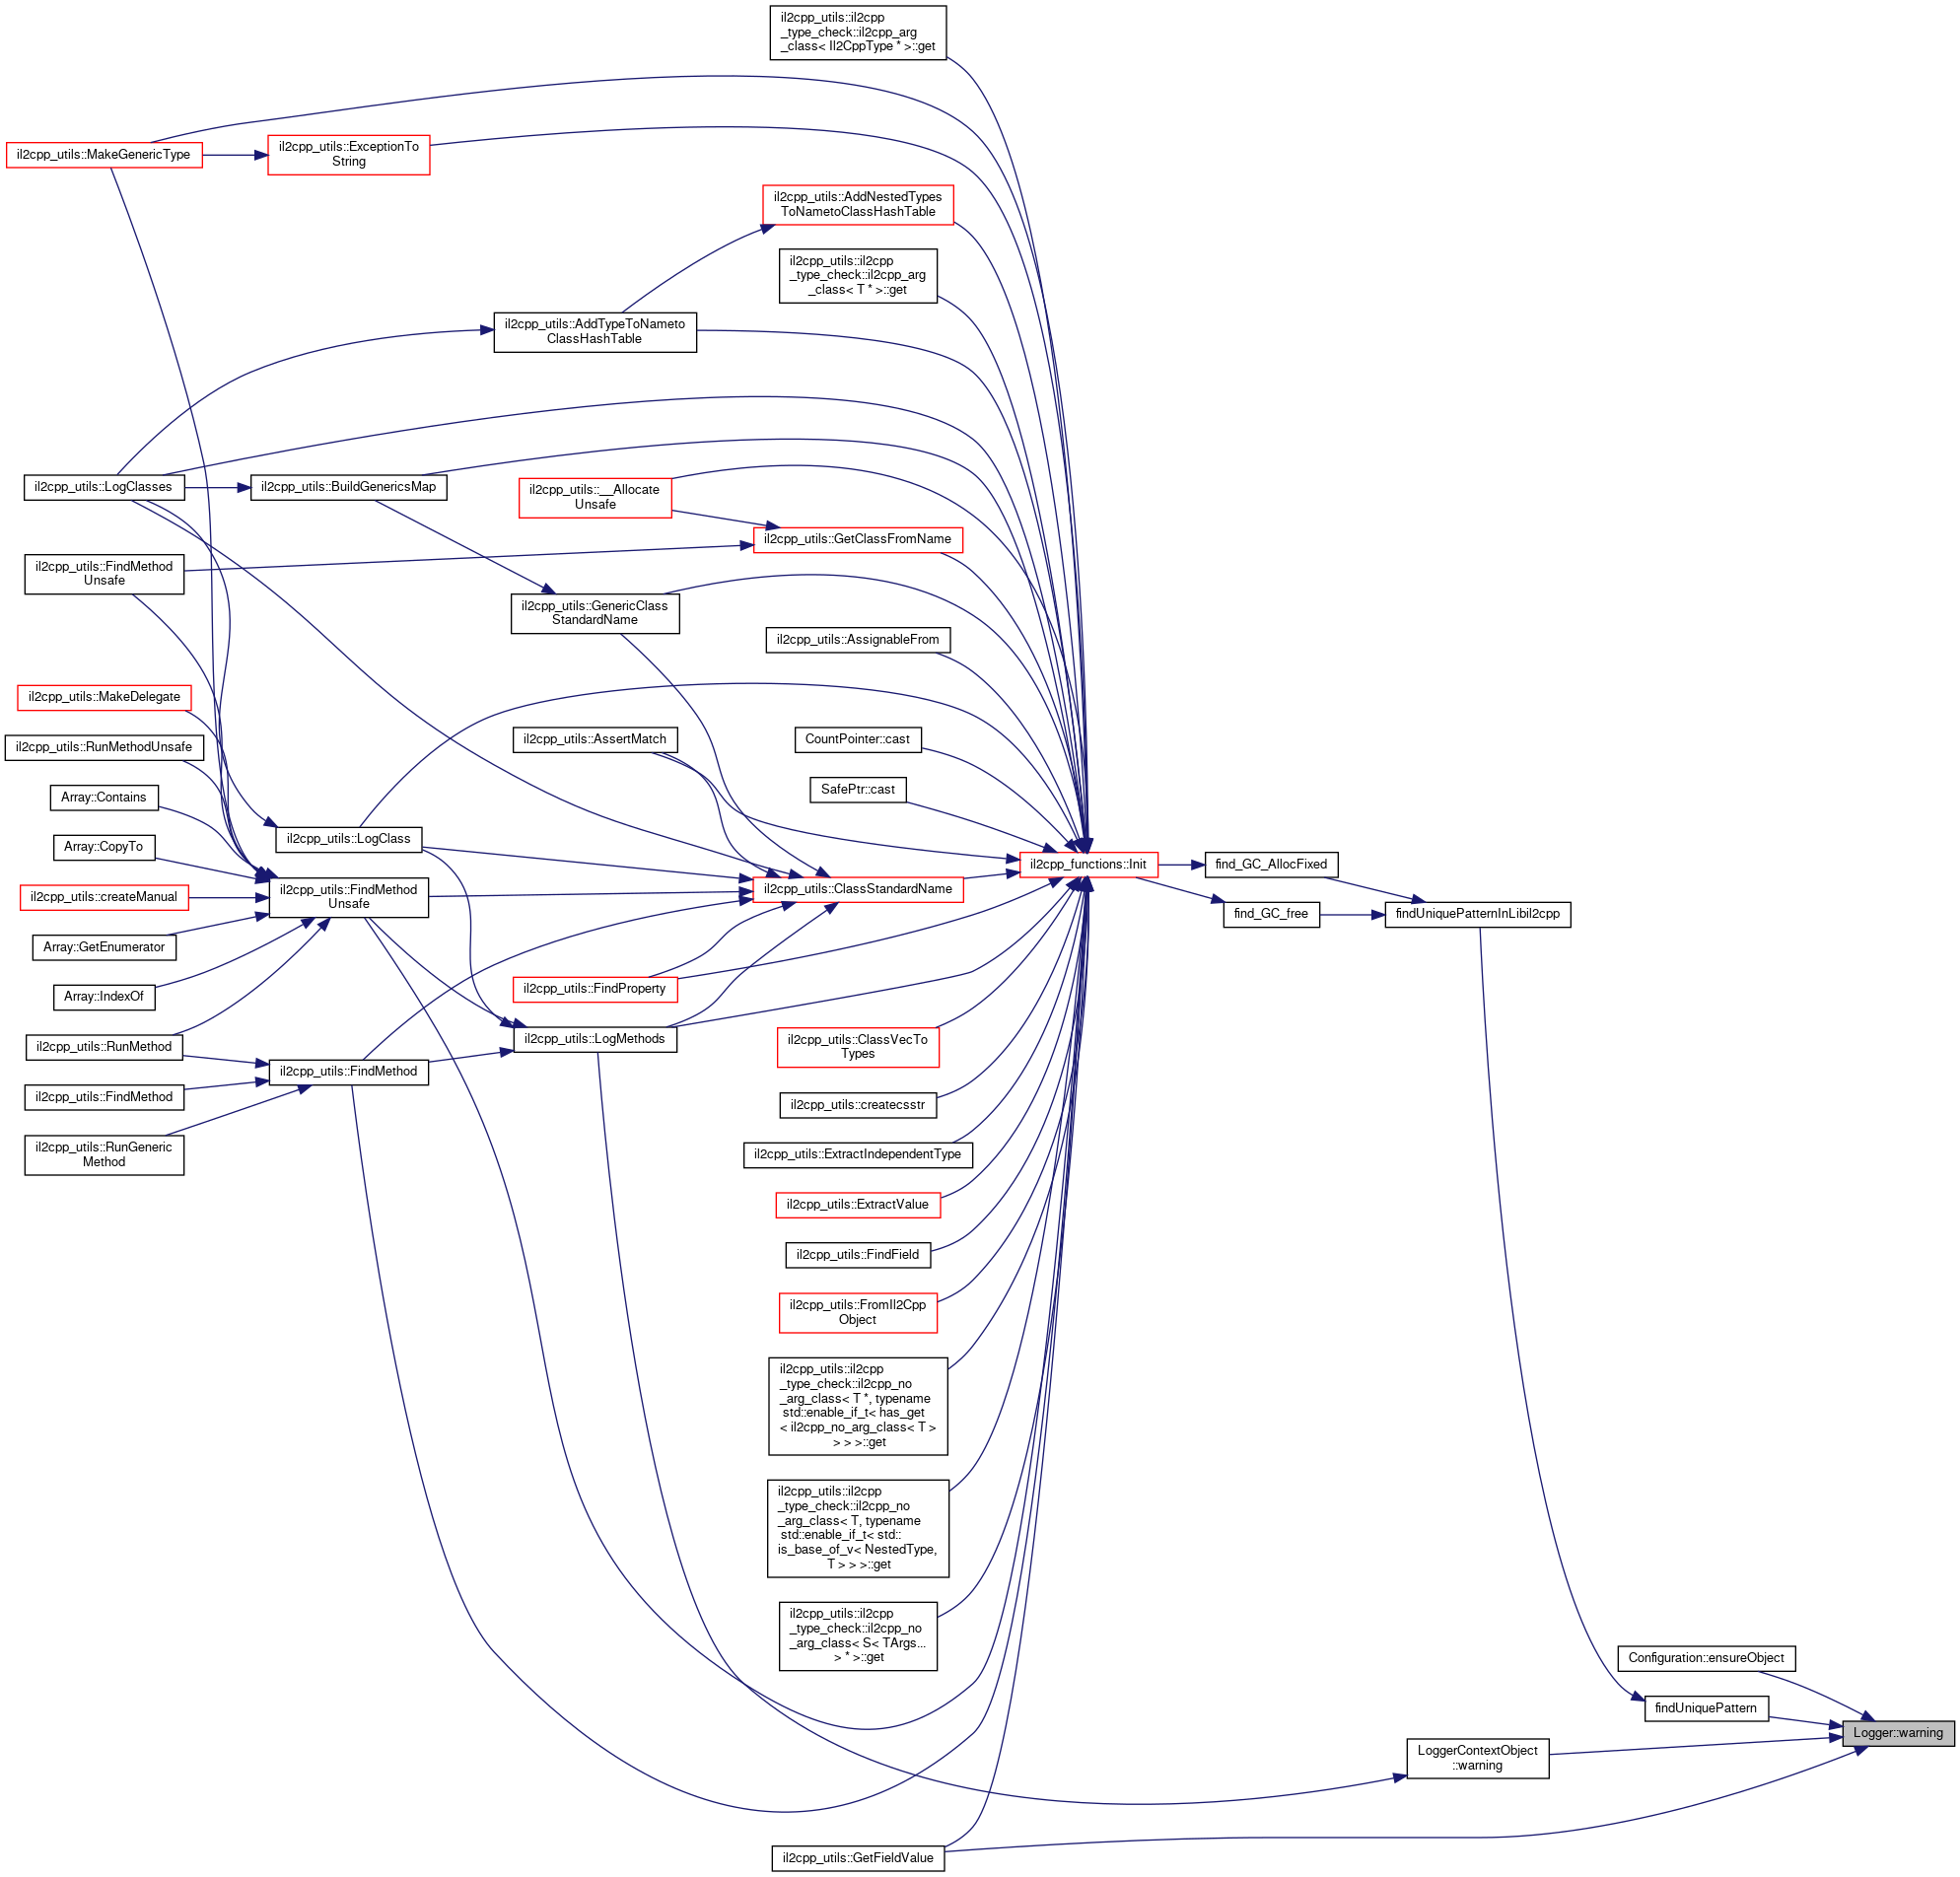 il2cpp_utils::il2cpp
_type_check::il2cpp_arg
_class< Il2CppType * >::get
il2cpp_utils::MakeGenericType
il2cpp_utils::ExceptionTo
String
il2cpp_utils::AddNestedTypes
ToNametoClassHashTable
il2cpp_utils::il2cpp
_type_check::il2cpp_arg
_class< T * >::get
il2cpp_utils::AddTypeToNameto
ClassHashTable
il2cpp_utils::LogClasses
il2cpp_utils::BuildGenericsMap
il2cpp_utils::__Allocate
Unsafe
il2cpp_utils::GetClassFromName
il2cpp_utils::FindMethod
Unsafe
il2cpp_utils::GenericClass
StandardName
il2cpp_utils::AssignableFrom
il2cpp_utils::MakeDelegate
il2cpp_utils::RunMethodUnsafe
il2cpp_utils::AssertMatch
CountPointer::cast
SafePtr::cast
Array::Contains
il2cpp_utils::LogClass
Array::CopyTo
il2cpp_functions::Init
find_GC_AllocFixed
il2cpp_utils::createManual
il2cpp_utils::FindMethod
Unsafe
il2cpp_utils::ClassStandardName
find_GC_free
findUniquePatternInLibil2cpp
Array::GetEnumerator
Array::IndexOf
il2cpp_utils::FindProperty
il2cpp_utils::RunMethod
il2cpp_utils::LogMethods
il2cpp_utils::ClassVecTo
Types
il2cpp_utils::FindMethod
il2cpp_utils::FindMethod
il2cpp_utils::createcsstr
il2cpp_utils::RunGeneric
Method
il2cpp_utils::ExtractIndependentType
il2cpp_utils::ExtractValue
il2cpp_utils::FindField
il2cpp_utils::FromIl2Cpp
Object
il2cpp_utils::il2cpp
_type_check::il2cpp_no
_arg_class< T *, typename
std::enable_if_t< has_get
< il2cpp_no_arg_class< T >
> > >::get
il2cpp_utils::il2cpp
_type_check::il2cpp_no
_arg_class< T, typename
std::enable_if_t< std::
is_base_of_v< NestedType,
T > > >::get
il2cpp_utils::il2cpp
_type_check::il2cpp_no
_arg_class< S< TArgs...
> * >::get
Configuration::ensureObject
findUniquePattern
Logger::warning
LoggerContextObject
::warning
il2cpp_utils::GetFieldValue